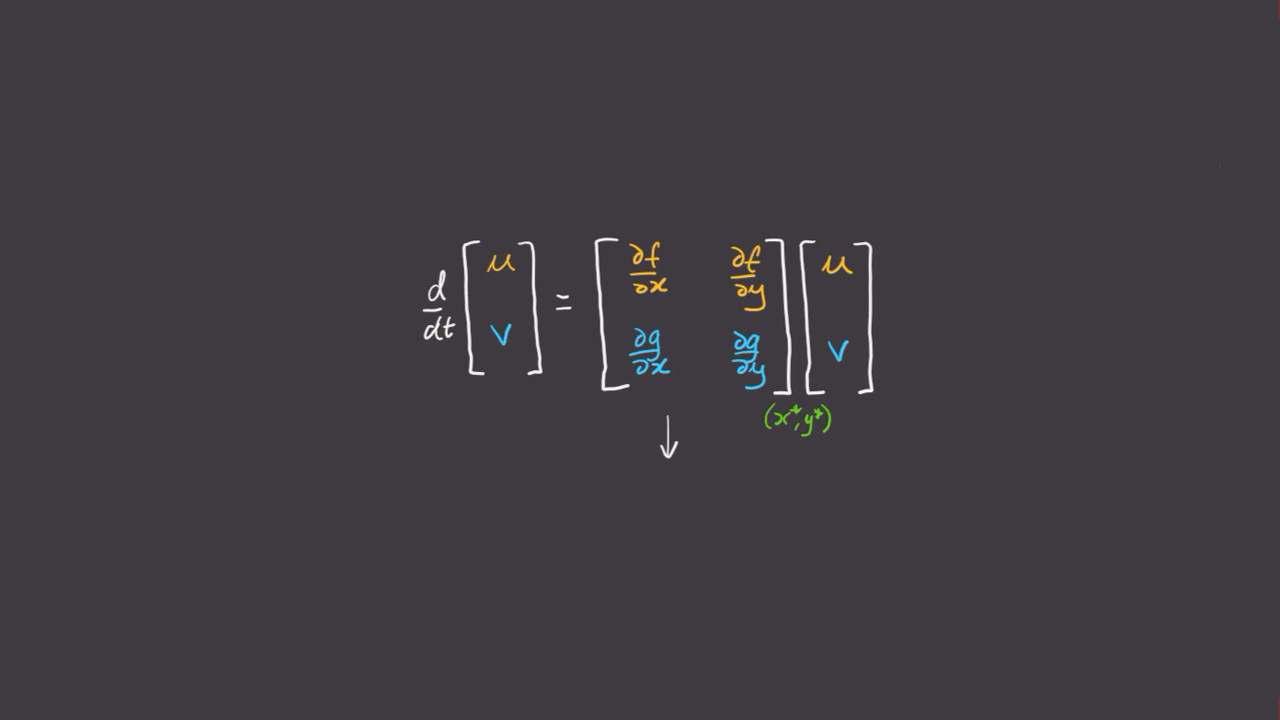 d/dt [u v] = [∂f/∂x ∂f/∂y ∂g/∂x ∂g/∂y] [u v]
(x*, y*)
↓